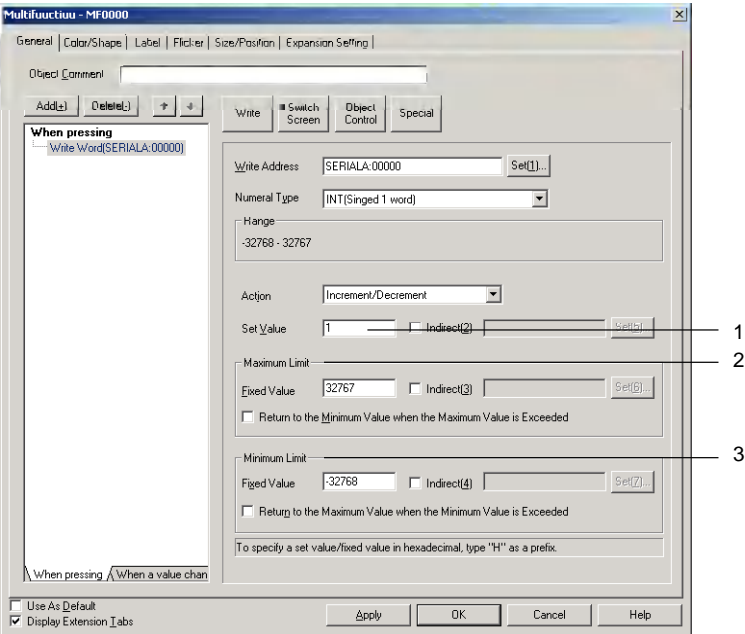 Multifuuctiuu - MF0000
General Color/Shape Label Flicker Size/Position Expansion Setting
Object Comment
Add(+) Delete(-)
Write Switch Screen Object Control Special
When pressing
Write Word(SERIALA:00000)
Write Address SERIALA:00000 Set(1)...
Numeral Type INT(Singed 1 word)
Range
-32768 - 32767
Action Increment/Decrement
Set Value 1 Indirect(2) Set(5)... 1
Maximum Limit 2
Fixed Value 32767 Indirect(3) Set(6)...
Return to the Minimum Value when the Maximum Value is Exceeded
Minimum Limit 3
Fixed Value -32768 Indirect(4) Set(7)...
Return to the Maximum Value when the Minimum Value is Exceeded
To specify a set value/fixed value in hexadecimal, type "H" as a prefix.
When pressing When a value chan
Use As Default
Display Extension Tabs
Apply OK Cancel Help